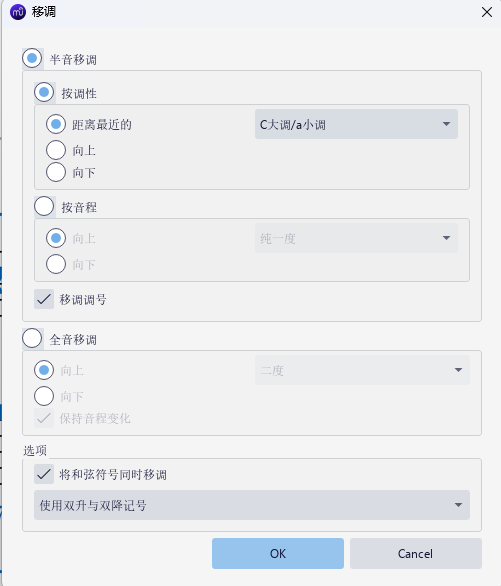 移调
半音移调
按调性
距离最近的
C大调/a小调
向上
向下
按音程
向上
纯一度
向下
移调调号
全音移调
向上
二度
向下
保持音程变化
选项
将和弦符号同时移调
使用双升与双降记号
OK
Cancel